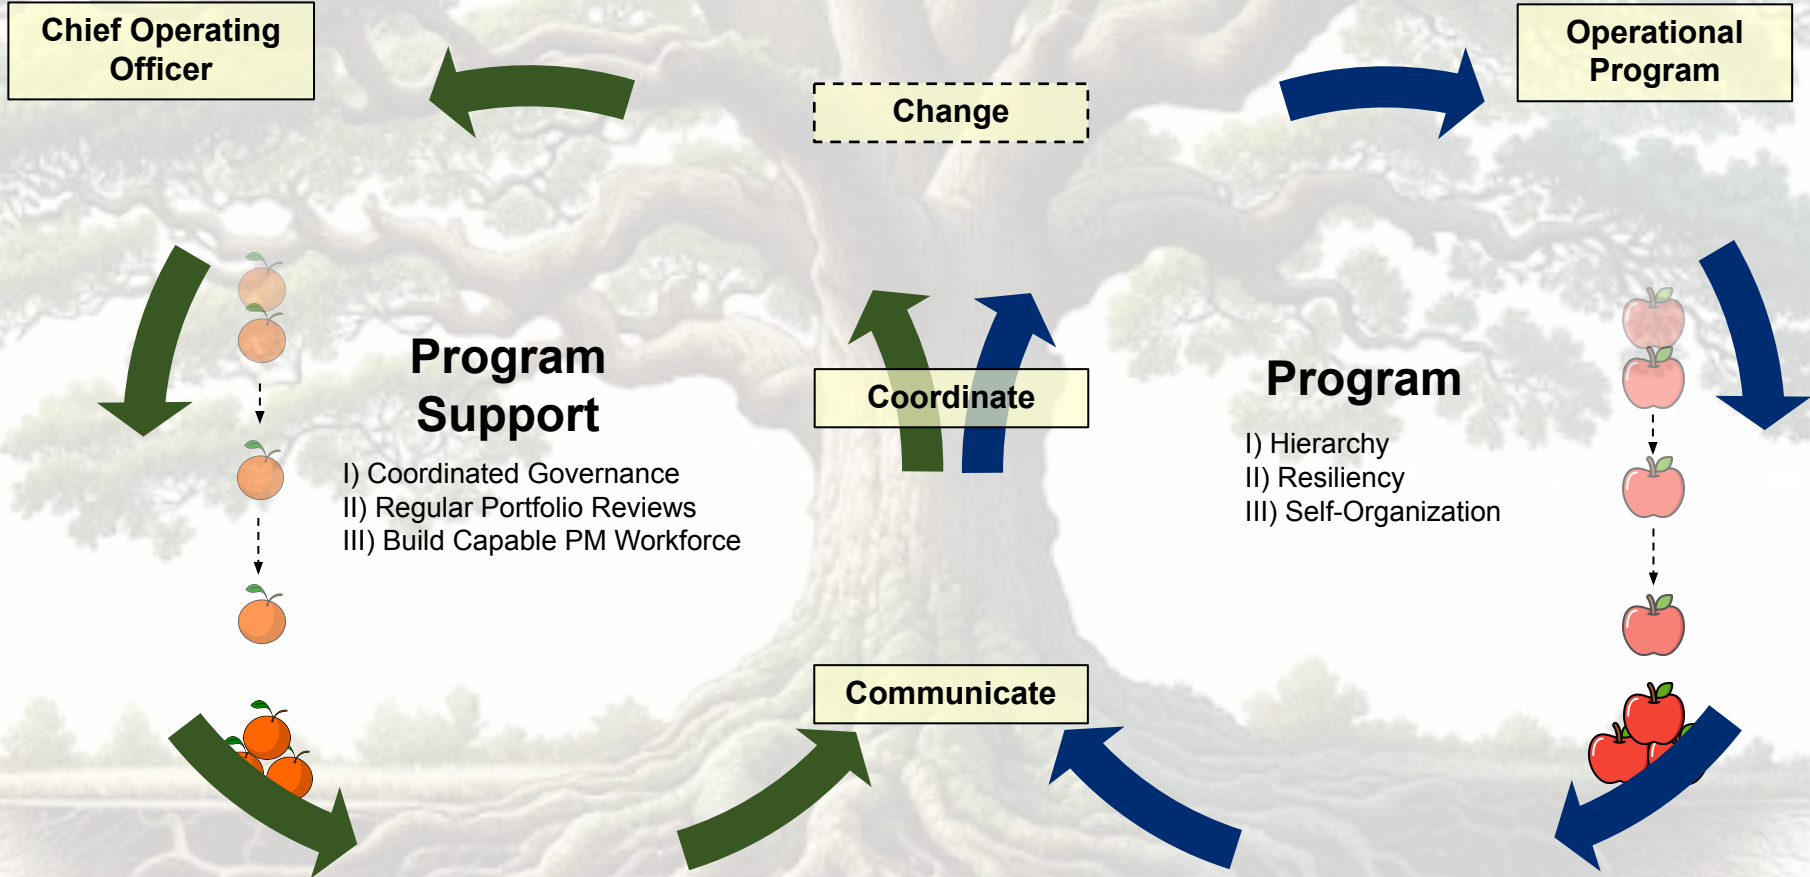 Chief Operating
Officer
Change
Operational
Program
Program
Support
I) Coordinated Governance
II) Regular Portfolio Reviews
III) Build Capable PM Workforce
Coordinate
Program
I) Hierarchy
II) Resiliency
III) Self-Organization
Communicate